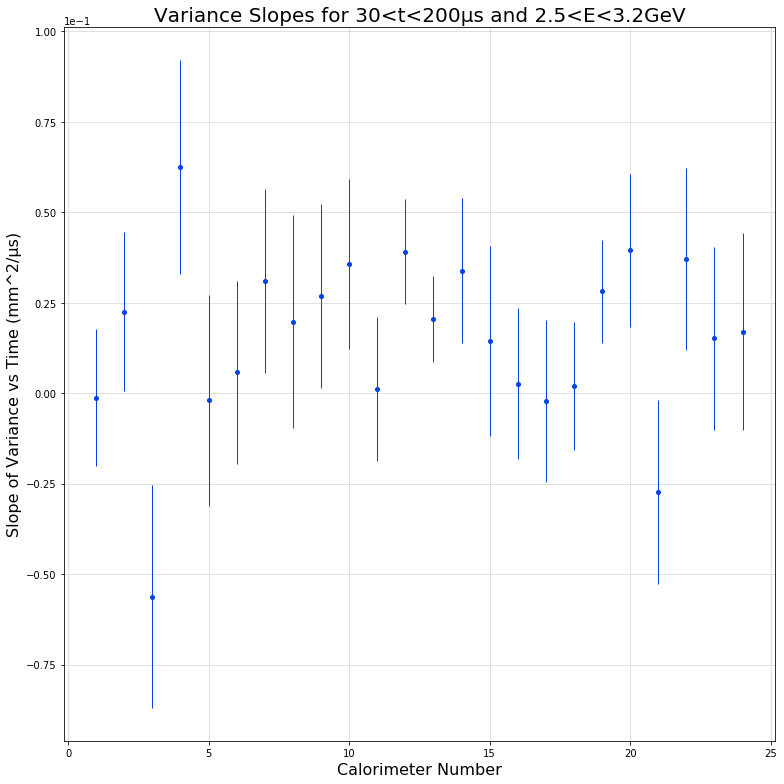 Variance Slopes for 30<t<200μs and 2.5<E<3.2GeV
1e−1
1.00
0.75
0.50
0.25
0.00
−0.25
−0.50
−0.75
Slope of Variance vs Time (mm^2/μs)
0 5 10 15 20 25
Calorimeter Number